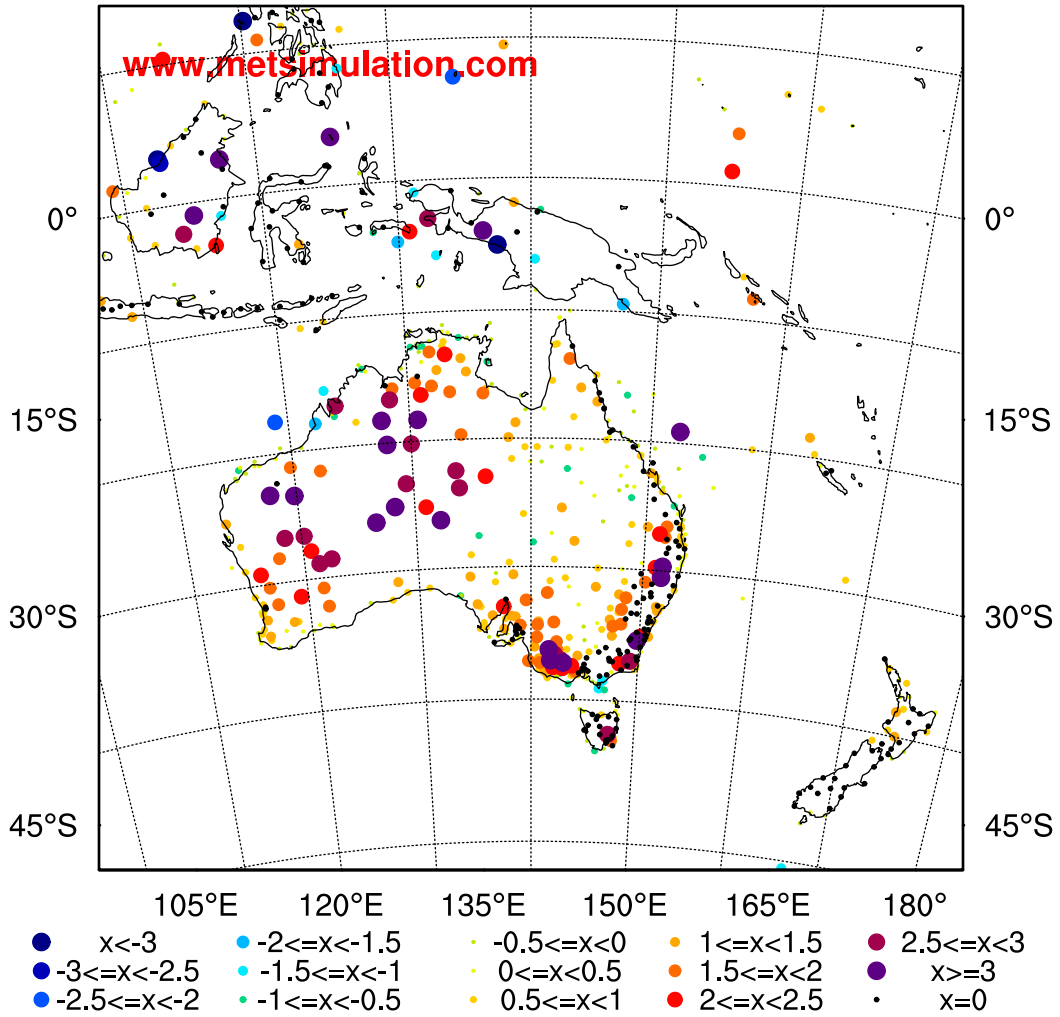 www.metsimulation.com
0° 0°
15°S 15°S
30°S 30°S
45°S 45°S
105°E 120°E 135°E 150°E 165°E 180°
x<-3 -2<=x<-1.5 -0.5<=x<0 1<=x<1.5 2.5<=x<3
-3<=x<-2.5 -1.5<=x<-1 0<=x<0.5 1.5<=x<2 x>=3
-2.5<=x<-2 -1<=x<-0.5 0.5<=x<1 2<=x<2.5 x=0